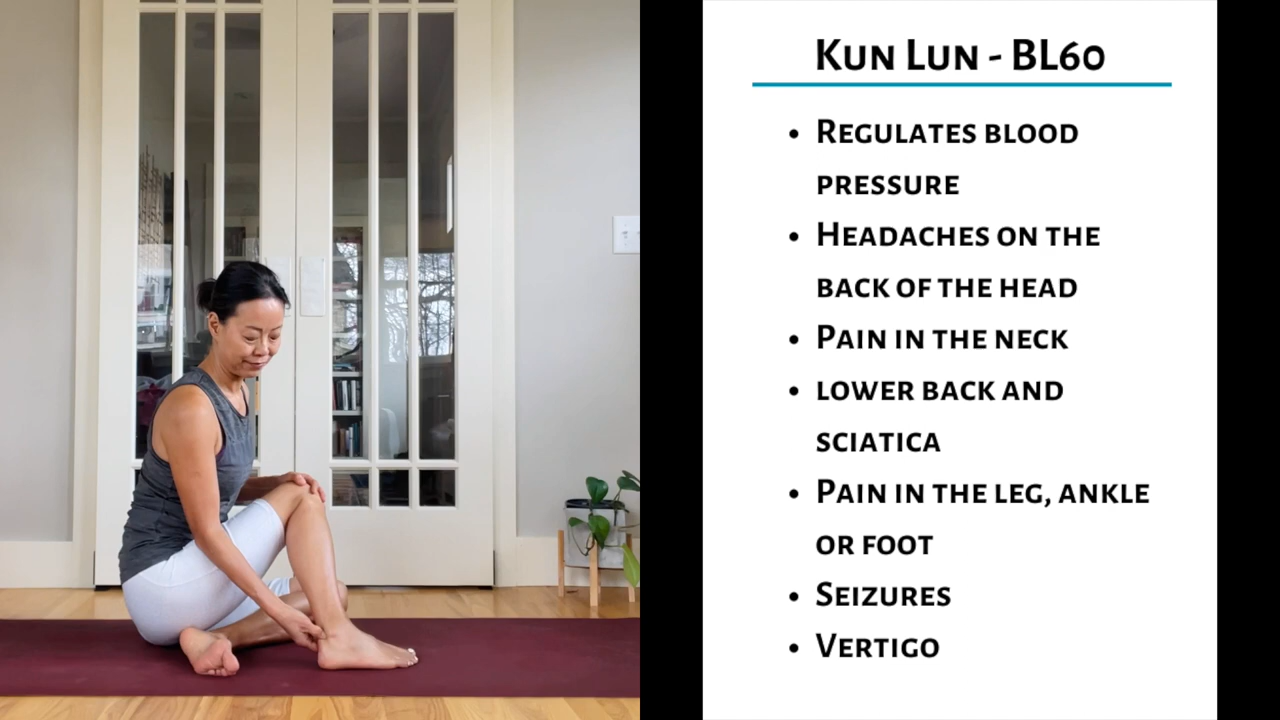 Kun Lun - BL60
• Regulates blood
pressure
• Headaches on the
back of the head
• Pain in the neck
• lower back and
sciatica
• Pain in the leg, ankle
or foot
• Seizures
• Vertigo